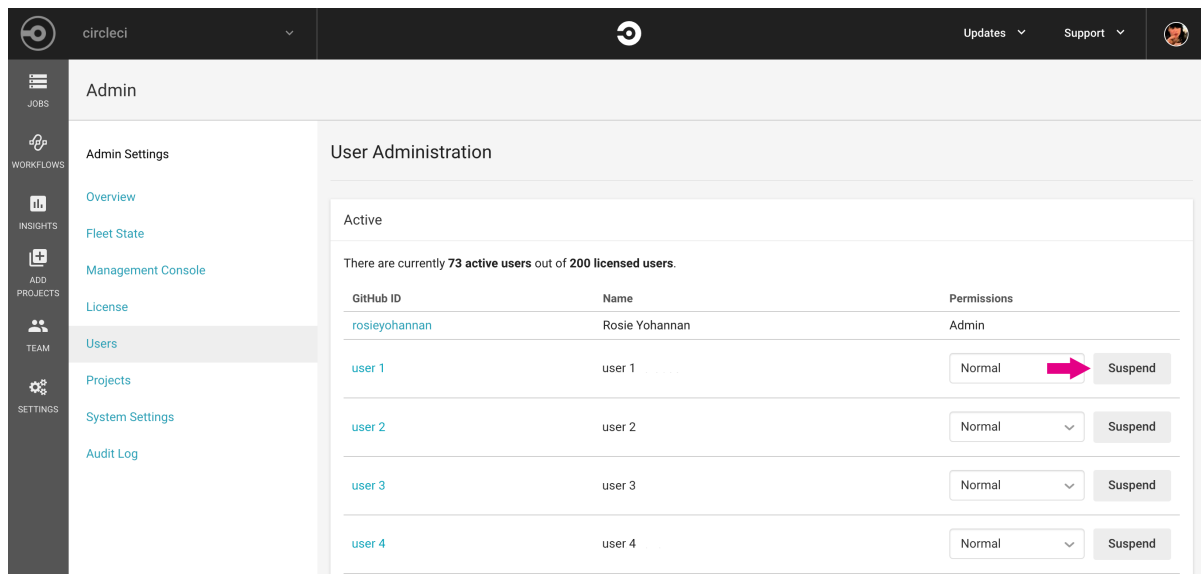 circleci
Updates
Support
JOBS
WORKFLOWS
INSIGHTS
ADD
PROJECTS
TEAM
SETTINGS
Admin
Admin Settings
Overview
Fleet State
Management Console
License
Users
Projects
System Settings
Audit Log
User Administration
Active
There are currently 73 active users out of 200 licensed users.
GitHub ID Name Permissions
rosieyohannan Rosie Yohannan Admin
user 1 user 1 Normal Suspend
user 2 user 2 Normal Suspend
user 3 user 3 Normal Suspend
user 4 user 4 Normal Suspend